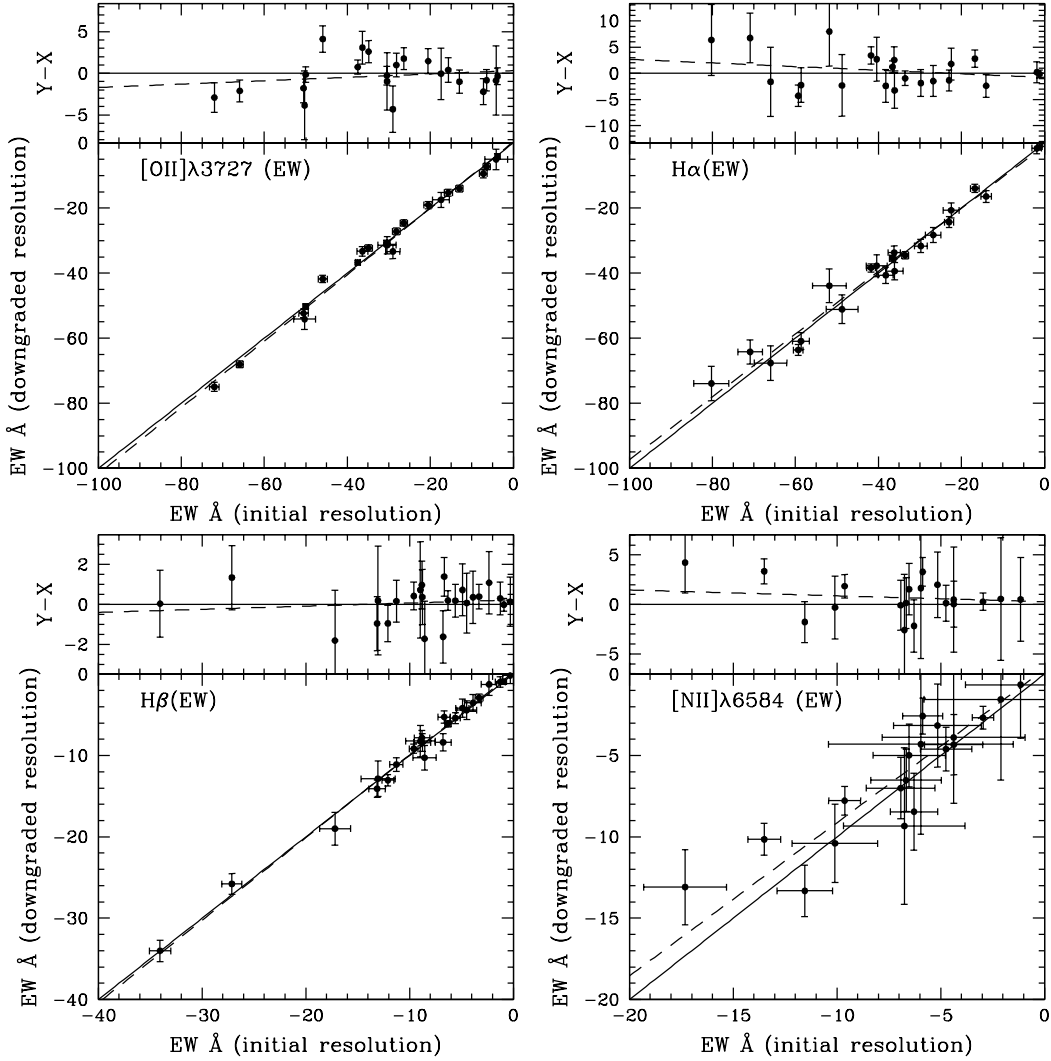 Y−X
5
0
−5
EW Å (downgraded resolution)
[OII]λ3727 (EW)
−20
−40
−60
−80
−100
−100 −80 −60 −40 −20 0
EW Å (initial resolution)
Y−X
10
5
0
−5
−10
EW Å (downgraded resolution)
Hα(EW)
0
−20
−40
−60
−80
−100
−100 −80 −60 −40 −20 0
EW Å (initial resolution)
Y−X
2
0
−2
EW Å (downgraded resolution)
Hβ(EW)
0
−10
−20
−30
−40
−40 −30 −20 −10 0
EW Å (initial resolution)
Y−X
5
0
−5
EW Å (downgraded resolution)
[NII]λ6584 (EW)
0
−5
−10
−15
−20
−20 −15 −10 −5 0
EW Å (initial resolution)